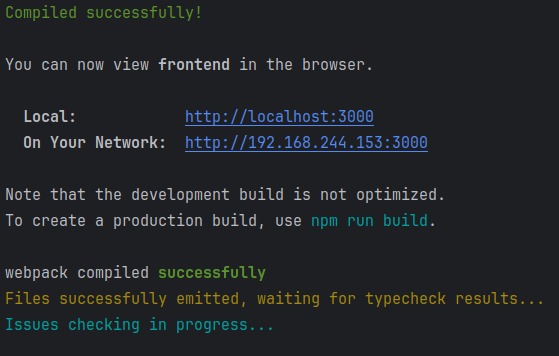 Compiled successfully!
You can now view frontend in the browser.
Local: http://localhost:3000
On Your Network: http://192.168.244.153:3000
Note that the development build is not optimized.
To create a production build, use npm run build.
webpack compiled successfully
Files successfully emitted, waiting for typecheck results...
Issues checking in progress...